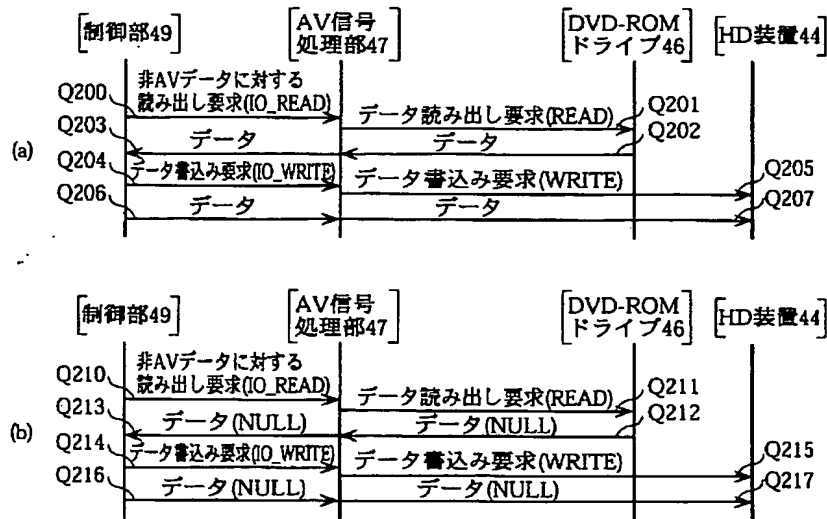 [制御部49]
[AV信号
処理部47]
[DVD-ROM
ドライブ46]
[HD装置44]
(a)
Q200
非AVデータに対する
読み出し要求(IO_READ)
データ読み出し要求(READ)
Q201
Q203
データ
データ
Q202
Q204
データ書込み要求(IO_WRITE)
データ書込み要求(WRITE)
Q205
Q206
データ
データ
Q207
[制御部49]
[AV信号
処理部47]
[DVD-ROM
ドライブ46]
[HD装置44]
(b)
Q210
非AVデータに対する
読み出し要求(IO_READ)
データ読み出し要求(READ)
Q211
Q213
データ(NULL)
データ(NULL)
Q212
Q214
データ書込み要求(IO_WRITE)
データ書込み要求(WRITE)
Q215
Q216
データ(NULL)
データ(NULL)
Q217